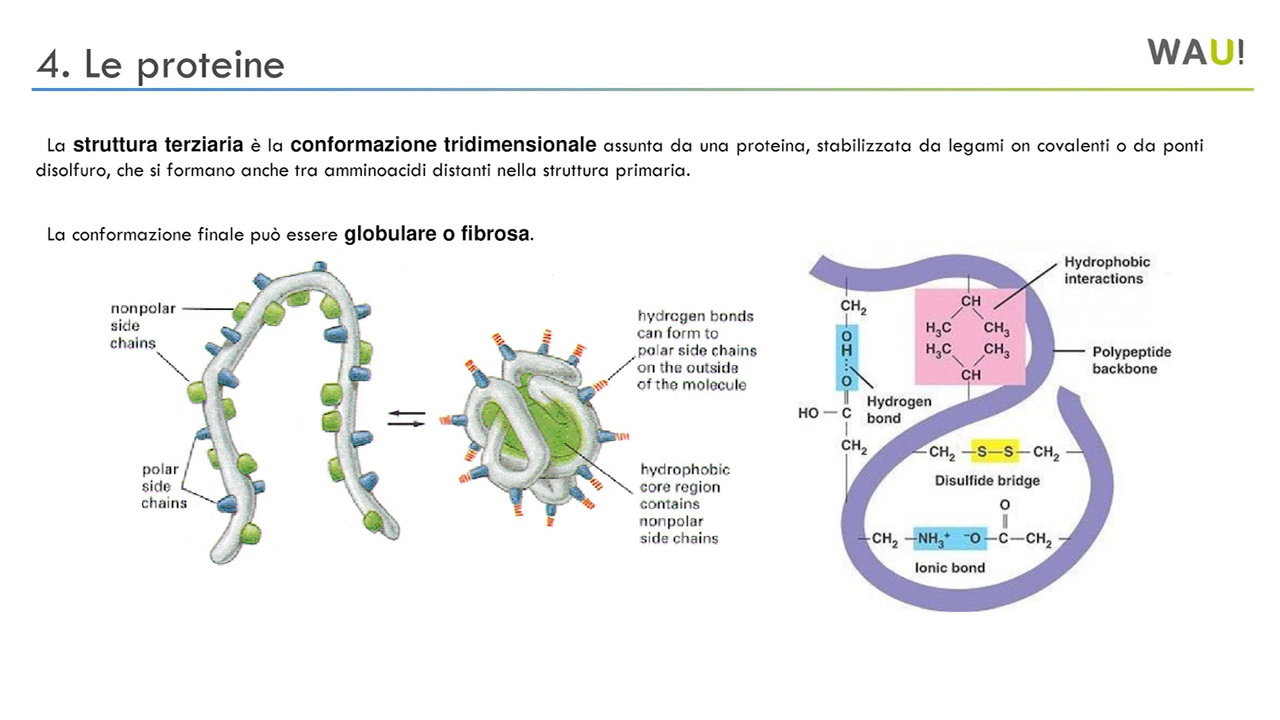 4. Le proteine
WAU!
La struttura terziaria è la conformazione tridimensionale assunta da una proteina, stabilizzata da legami on covalenti o da ponti
disolfuro, che si formano anche tra amminoacidi distanti nella struttura primaria.
La conformazione finale può essere globulare o fibrosa.
nonpolar
side
chains
polar
side
chains
hydrogen bonds
can form to
polar side chains
on the outside
of the molecule
hydrophobic
core region
contains
nonpolar
side chains
Hydrophobic
interactions
Polypeptide
backbone
CH2
O
H
O
HO
C
CH2
Hydrogen
bond
CH
H3C CH3
H3C CH3
CH
CH2 S S CH2
Disulfide bridge
O
CH2 NH3+ -O C CH2
Ionic bond